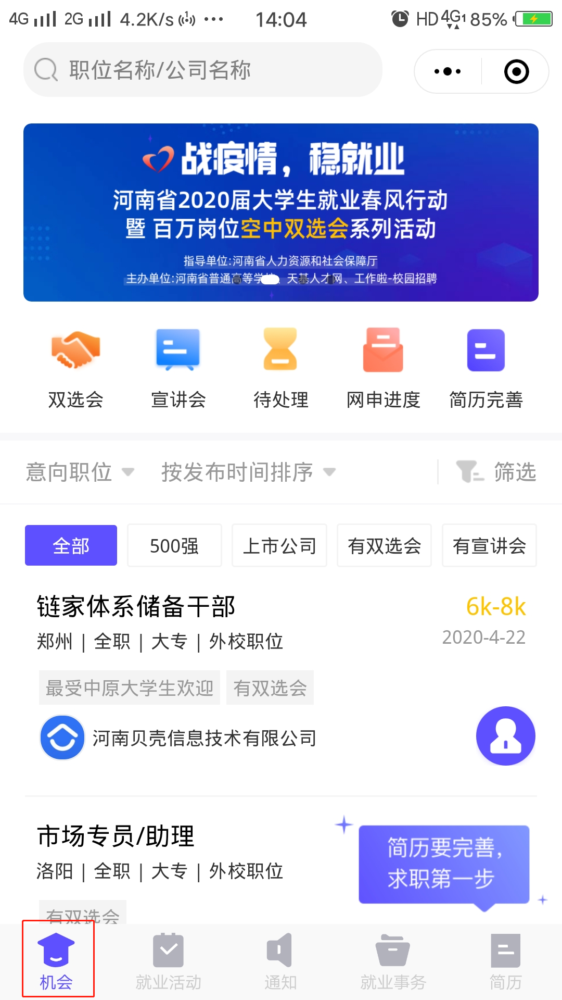 4G 2G 4.2K/s 14:04 HD 4G 1 85%
职位名称/公司名称
战疫情，稳就业
河南省2020届大学生就业春风行动
暨 百万岗位空中双选会系列活动
指导单位:河南省人力资源和社会保障厅
主办单位:河南省普通高等学、天基人才网、工作啦-校园招聘
双选会 宣讲会 待处理 网申进度 简历完善
意向职位 按发布时间排序 筛选
全部 500强 上市公司 有双选会 有宣讲会
链家体系储备干部 6k-8k
郑州 | 全职 | 大专 | 外校职位 2020-4-22
最受中原大学生欢迎 有双选会
河南贝壳信息技术有限公司
市场专员/助理
洛阳 | 全职 | 大专 | 外校职位
简历要完善，
求职第一步
有双选会
机会 就业活动 通知 就业事务 简历